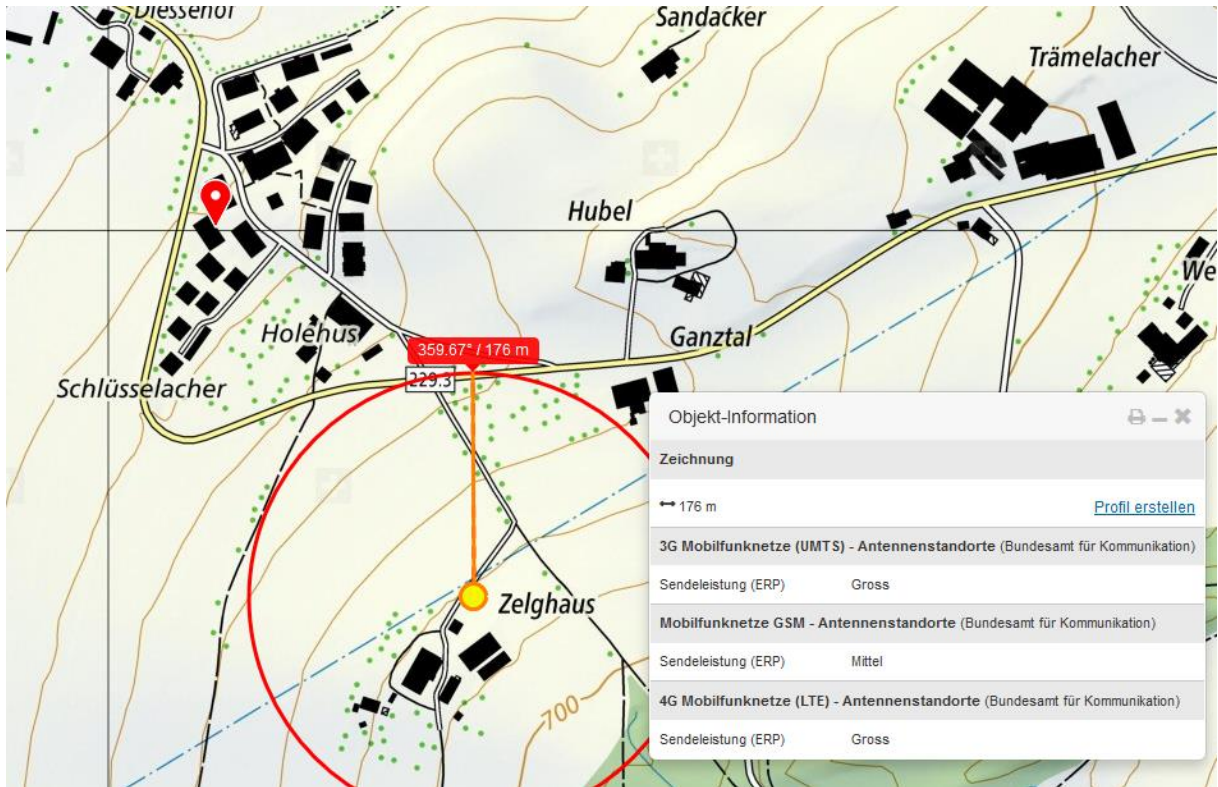 Diessehof
Sandacker
Trämelacher
Hubel
We
Ganztal
Holehus
359.67° / 176 m
229.3
Schlüsselacher
Objekt-Information
Zeichnung
176 m Profil erstellen
3G Mobilfunknetze (UMTS) - Antennenstandorte (Bundesamt für Kommunikation)
Sendeleistung (ERP) Gross
Mobilfunknetze GSM - Antennenstandorte (Bundesamt für Kommunikation)
Sendeleistung (ERP) Mittel
4G Mobilfunknetze (LTE) - Antennenstandorte (Bundesamt für Kommunikation)
Sendeleistung (ERP) Gross
Zelghaus
700